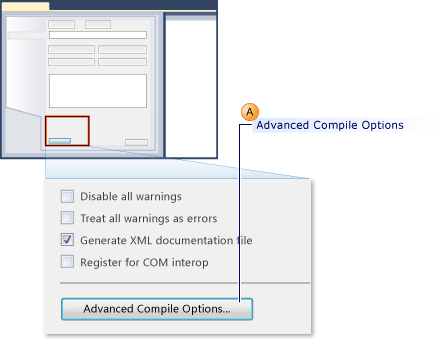 A
Advanced Compile Options
Disable all warnings
Treat all warnings as errors
Generate XML documentation file
Register for COM interop
Advanced Compile Options...